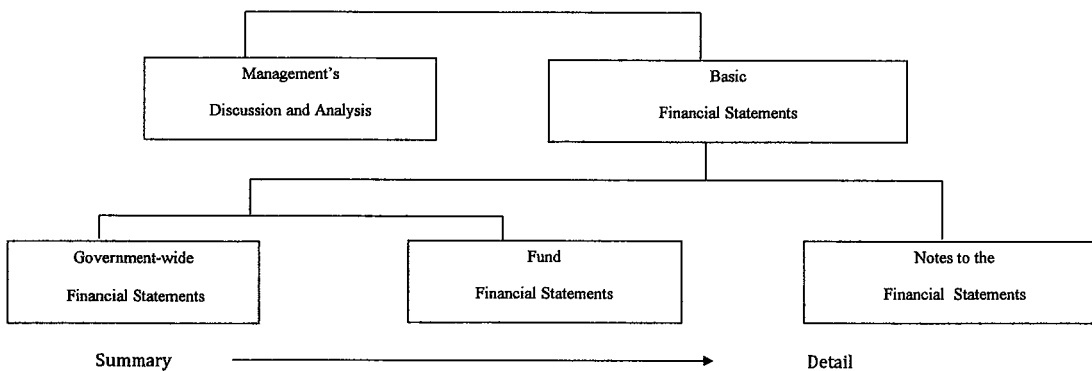 Management's
Discussion and Analysis
Basic
Financial Statements
Government-wide
Financial Statements
Fund
Financial Statements
Notes to the
Financial Statements
Summary
Detail